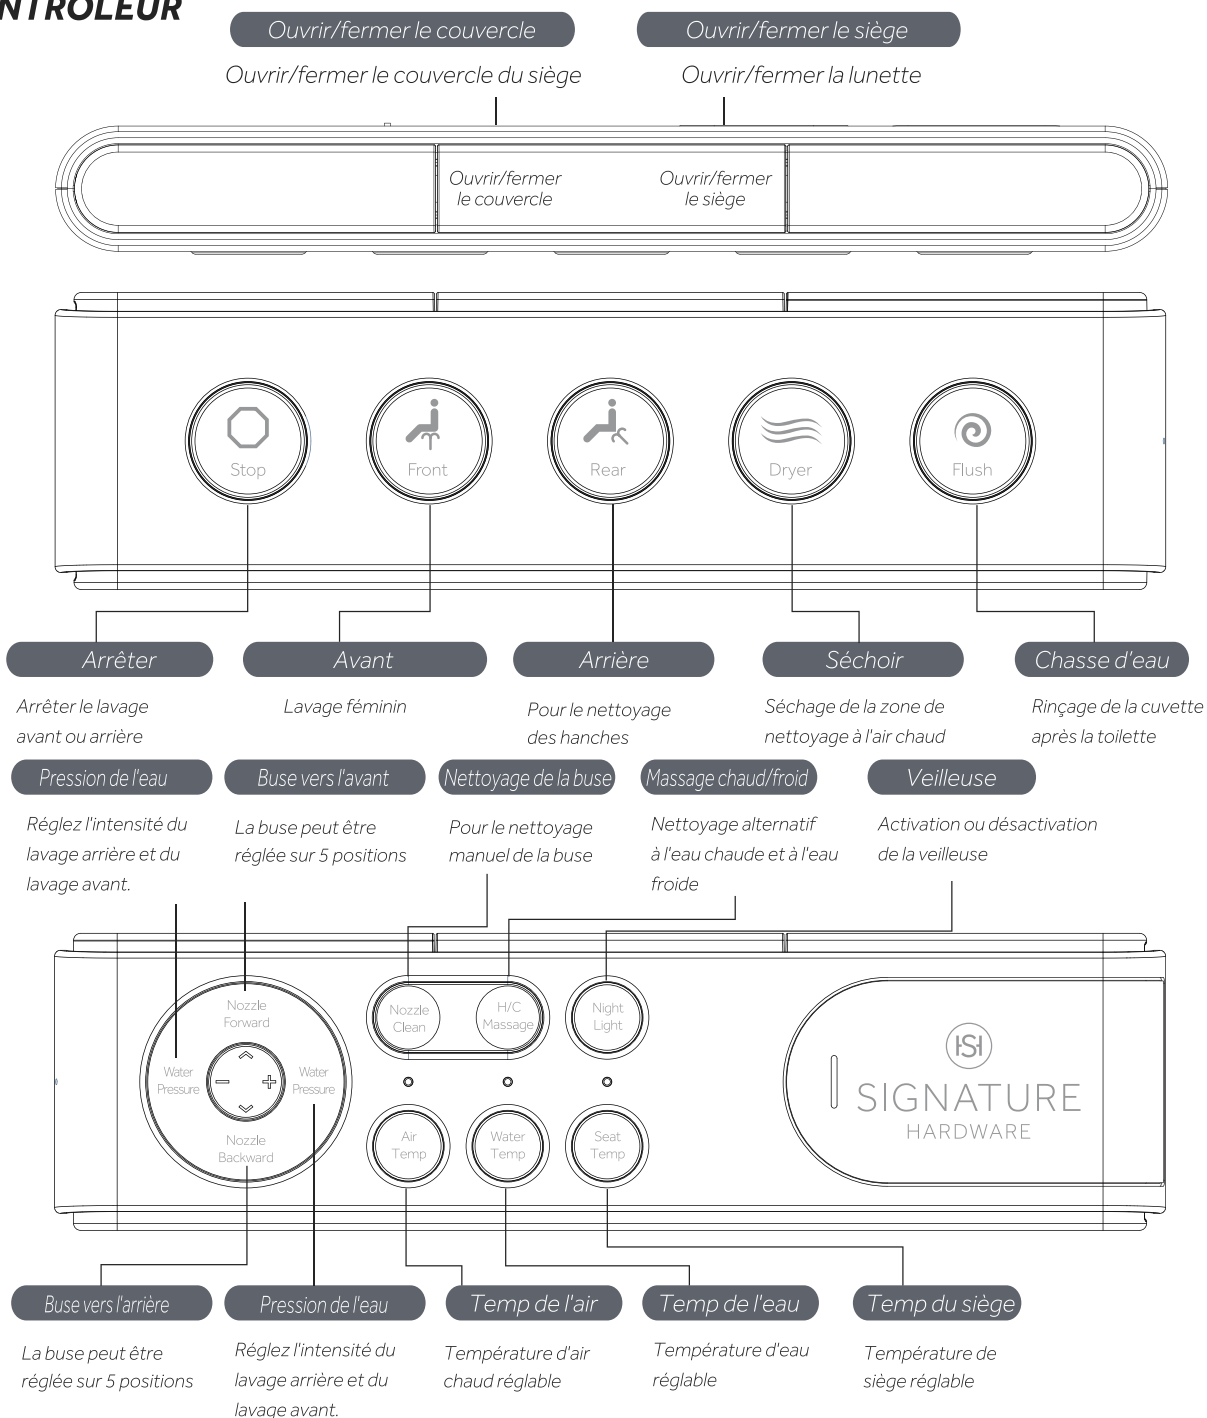 NTRÔLEUR
Ouvrir/fermer le couvercle
Ouvrir/fermer le siège
Ouvrir/fermer le couvercle du siège
Ouvrir/fermer la lunette
Ouvrir/fermer
le couvercle
Ouvrir/fermer
le siège
Stop
Front
Rear
Dryer
Flush
Arrêter
Avant
Arrière
Séchoir
Chasse d'eau
Arrêter le lavage
avant ou arrière
Lavage féminin
Pour le nettoyage
des hanches
Séchage de la zone de
nettoyage à l'air chaud
Rinçage de la cuvette
après la toilette
Pression de l'eau
Buse vers l'avant
Nettoyage de la buse
Massage chaud/froid
Veilleuse
Réglez l'intensité du
lavage arrière et du
lavage avant.
La buse peut être
réglée sur 5 positions
Pour le nettoyage
manuel de la buse
Nettoyage alternatif
à l'eau chaude et à l'eau
froide
Activation ou désactivation
de la veilleuse
Nozzle
Forward
Water
Pressure
Water
Pressure
Nozzle
Backward
Nozzle
Clean
H/C
Massage
Night
Light
Air
Temp
Water
Temp
Seat
Temp
SIGNATURE
HARDWARE
Buse vers l'arrière
Pression de l'eau
Temp de l'air
Temp de l'eau
Temp du siège
La buse peut être
réglée sur 5 positions
Réglez l'intensité du
lavage arrière et du
lavage avant.
Température d'air
chaud réglable
Température d'eau
réglable
Température de
siège réglable